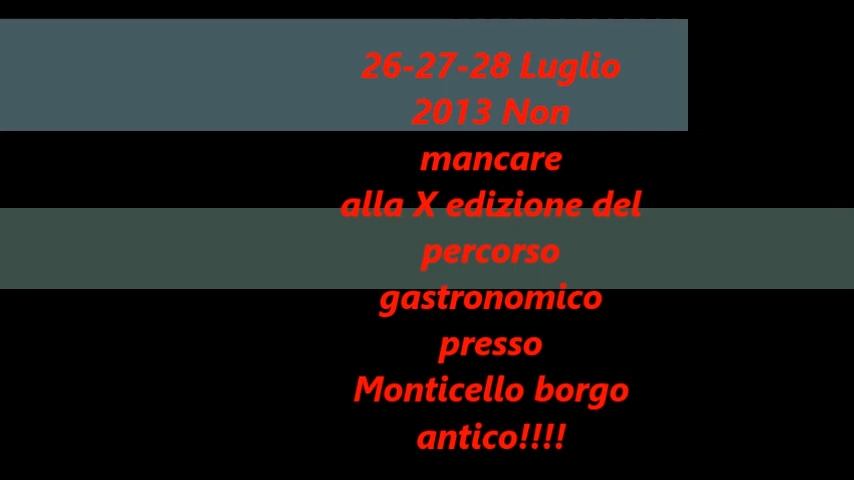 26-27-28 Luglio
2013 Non
mancare
alla X edizione del
percorso
gastronomico
presso
Monticello borgo
antico!!!!